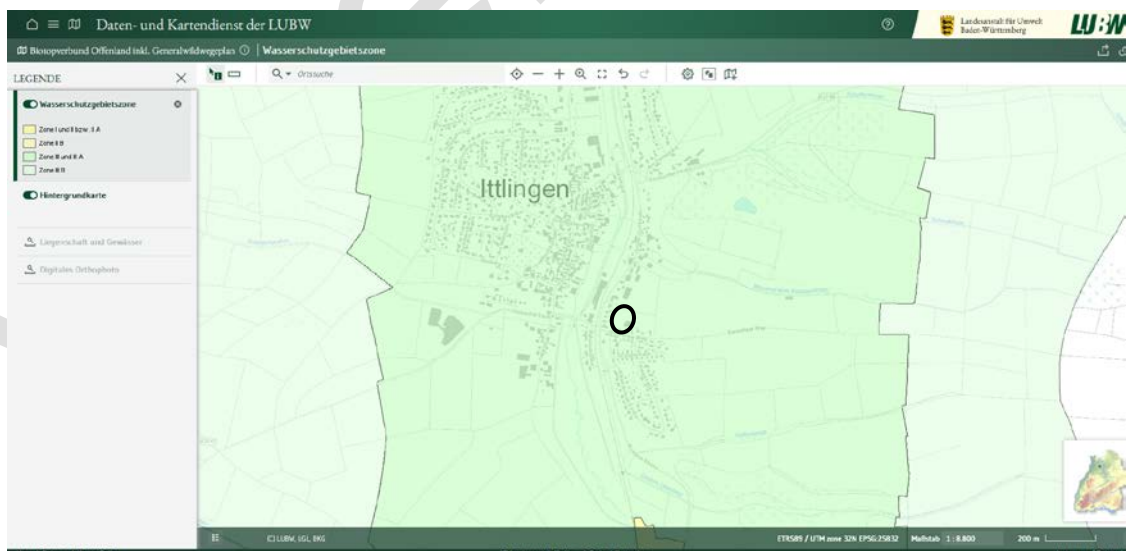 Daten- und Kartendienst der LUBW
Landesanstalt für Umwelt
Baden-Württemberg
LUBW
Biotopverbund Offenland inkl. Generalwildwegeplan
Wasserschutzgebietszone
LEGENDE
Ortssuche
Wasserschutzgebietszone
Zone I und II bzw. II A
Zone II B
Zone III und III A
Zone III B
Hintergrundkarte
Liegenschaft und Gewässer
Digitales Orthophoto
Ittlingen
(C) LUBW, LGL, BKG
ETRS89 / UTM zone 32N EPSG:25832
Maßstab 1 : 8.800
200 m